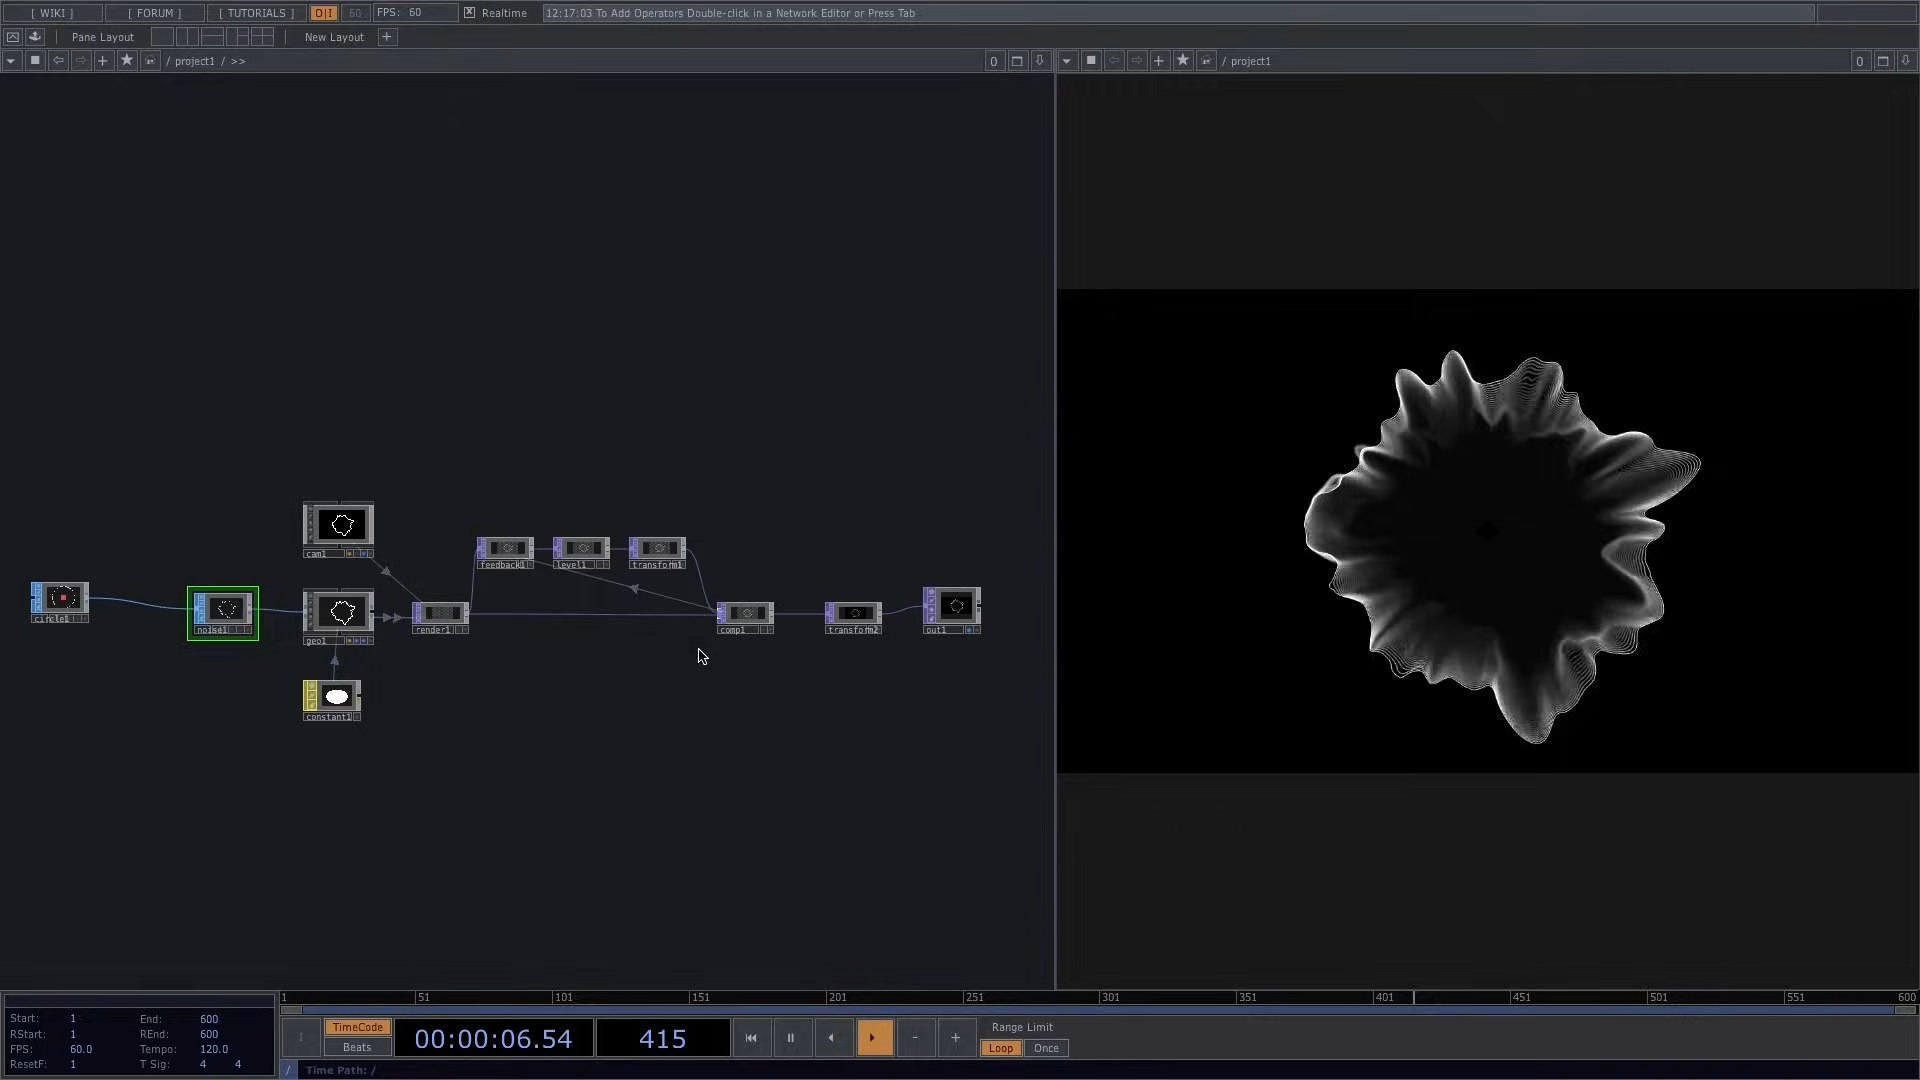 [ WIKI ] [ FORUM ] [ TUTORIALS ] O|I 60 FPS: 60 Realtime 12:17:03 To Add Operators Double-click in a Network Editor or Press Tab
Pane Layout New Layout +
/ project1 / >> 0
/ project1 0
cam1
feedback1 level1 transform1
circle1 noise1 geo1 render1 comp1 transform2 out1
constant1
1 51 101 151 201 251 301 351 401 451 501 551 600
Start: 1 End: 600
RStart: 1 REnd: 600
FPS: 60.0 Tempo: 120.0
ResetF: 1 T Sig: 4 4
TimeCode
Beats
00:00:06.54 415 - +
Range Limit
Loop Once
/ Time Path: /